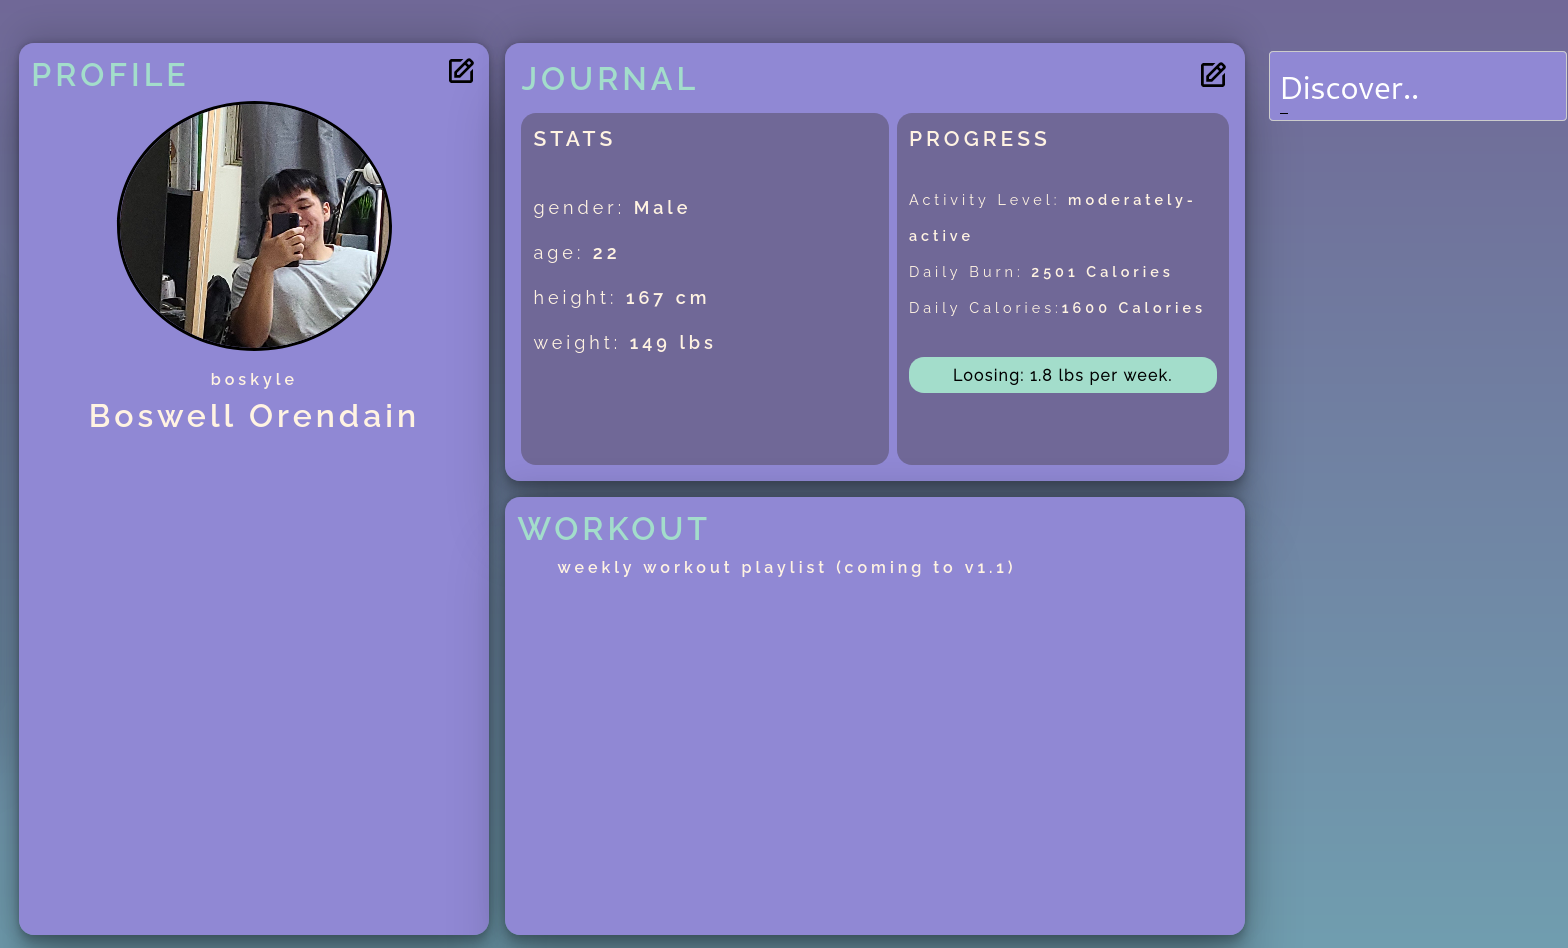 PROFILE
boskyle
Boswell Orendain
JOURNAL
STATS
gender: Male
age: 22
height: 167 cm
weight: 149 lbs
PROGRESS
Activity Level: moderately-
active
Daily Burn: 2501 Calories
Daily Calories:1600 Calories
Loosing: 1.8 lbs per week.
WORKOUT
weekly workout playlist (coming to v1.1)
Discover..